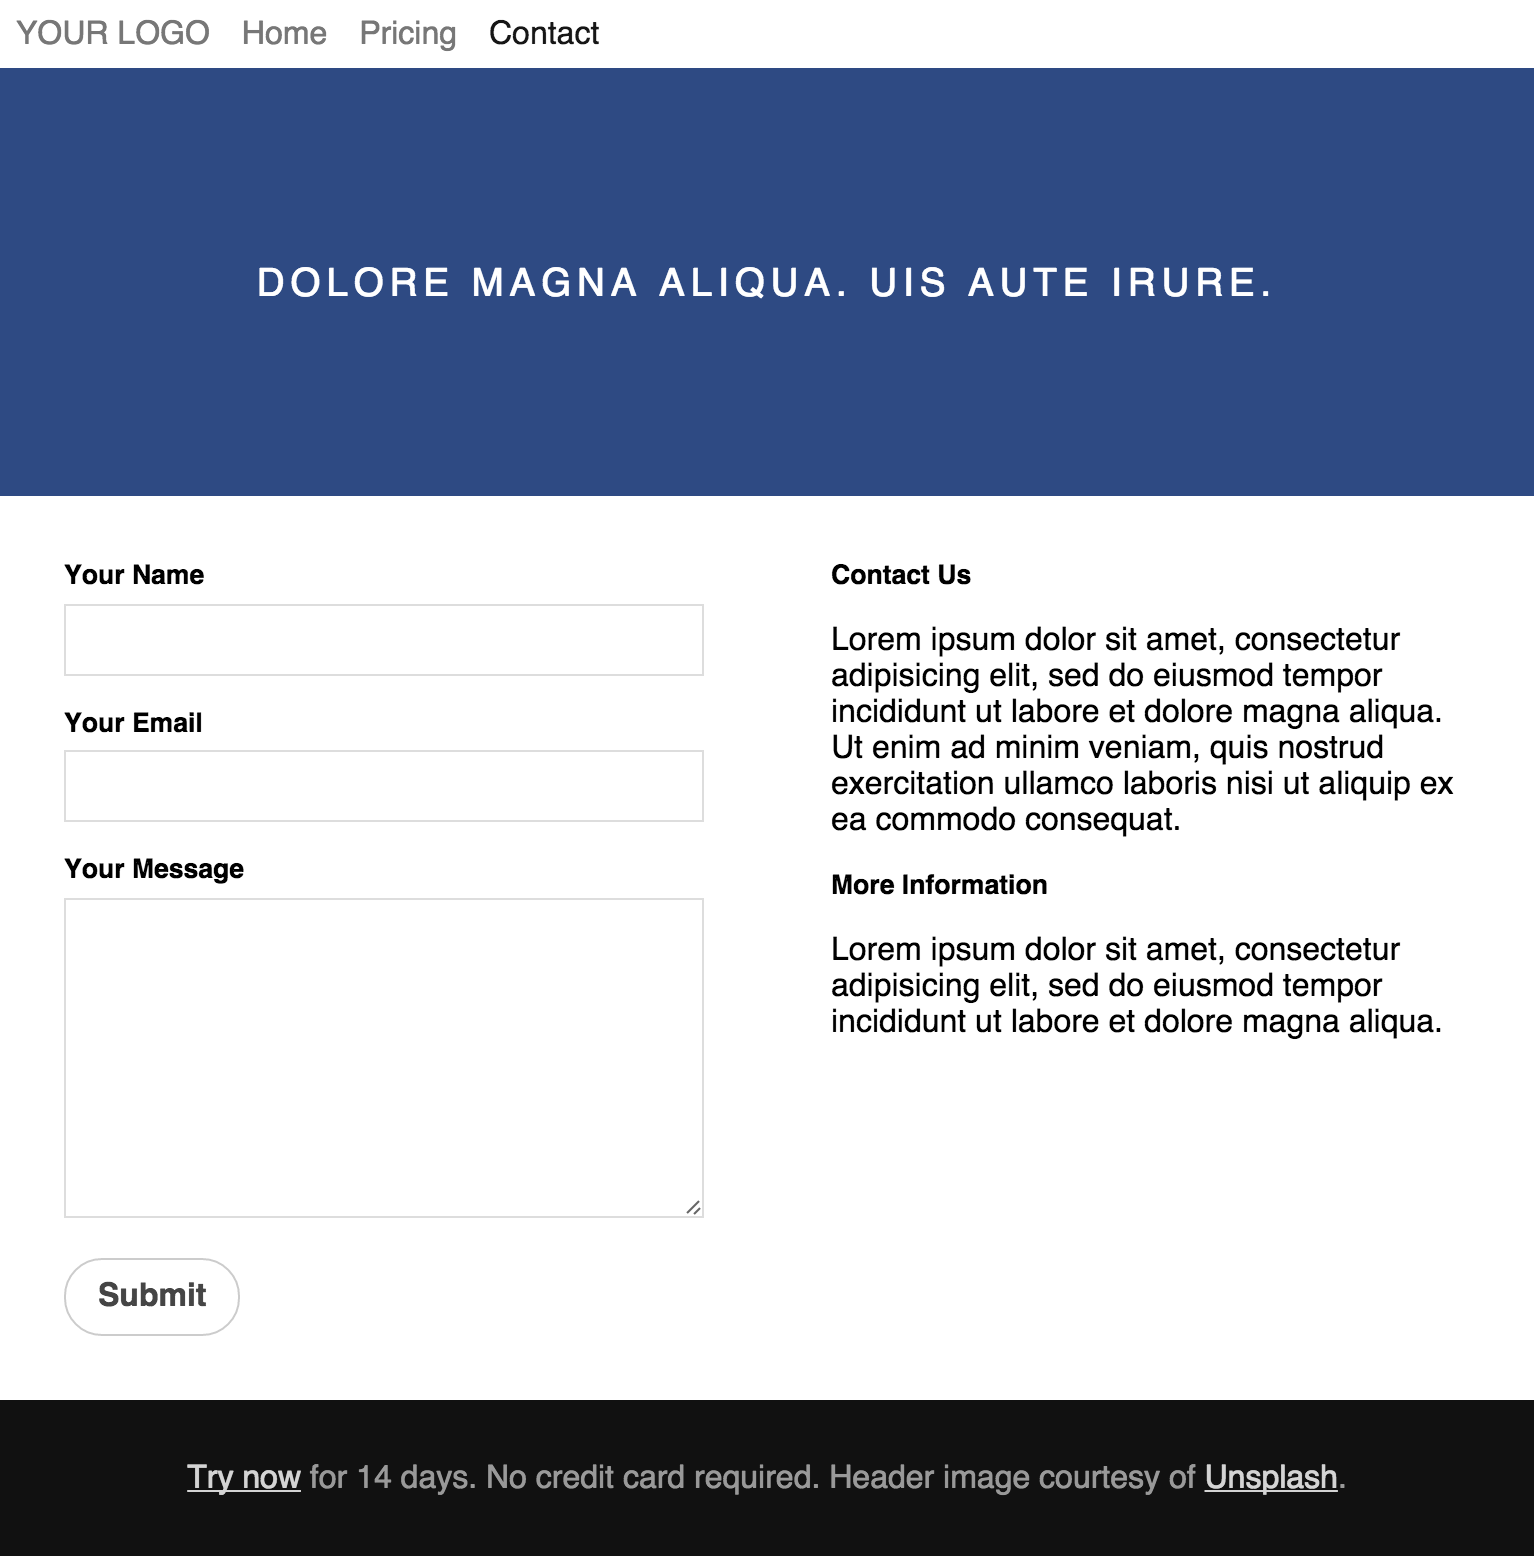 YOUR LOGO Home Pricing Contact
DOLORE MAGNA ALIQUA. UIS AUTE IRURE.
Your Name
Your Email
Your Message
Submit
Contact Us
Lorem ipsum dolor sit amet, consectetur
adipisicing elit, sed do eiusmod tempor
incididunt ut labore et dolore magna aliqua.
Ut enim ad minim veniam, quis nostrud
exercitation ullamco laboris nisi ut aliquip ex
ea commodo consequat.
More Information
Lorem ipsum dolor sit amet, consectetur
adipisicing elit, sed do eiusmod tempor
incididunt ut labore et dolore magna aliqua.
Try now for 14 days. No credit card required. Header image courtesy of Unsplash.